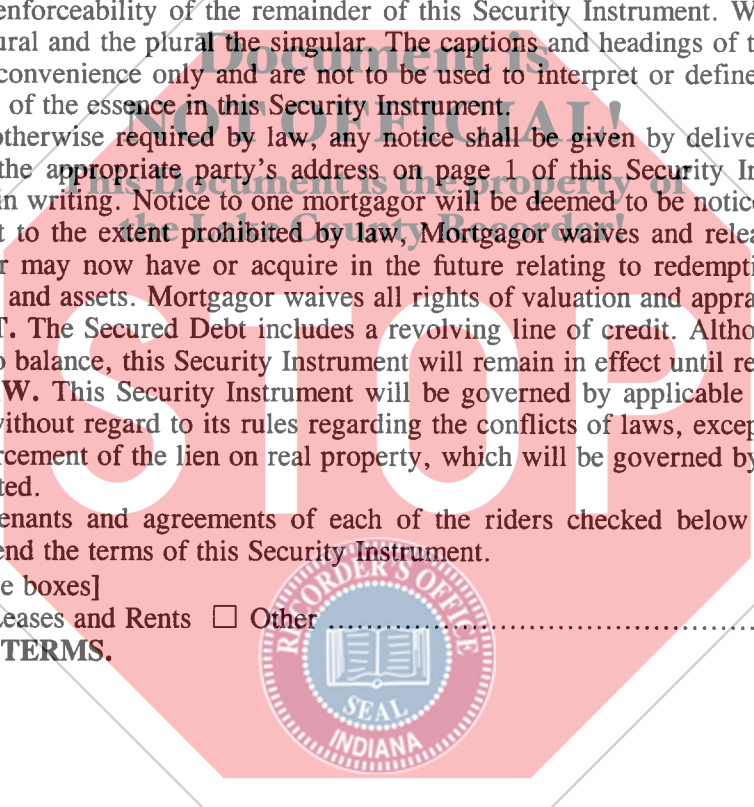 enforceability of the remainder of this Security Instrument. W
ural and the plural the singular. The captions and headings of t
convenience only and are not to be used to interpret or define
of the essence in this Security Instrument.
otherwise required by law, any notice shall be given by delive
the appropriate party's address on page 1 of this Security In
in writing. Notice to one mortgagor will be deemed to be notice
t to the extent prohibited by law, Mortgagor waives and relea
r may now have or acquire in the future relating to redempti
and assets. Mortgagor waives all rights of valuation and appra
T. The Secured Debt includes a revolving line of credit. Altho
o balance, this Security Instrument will remain in effect until re
W. This Security Instrument will be governed by applicable
without regard to its rules regarding the conflicts of laws, excep
rcement of the lien on real property, which will be governed by
ted.
enants and agreements of each of the riders checked below
end the terms of this Security Instrument.
e boxes]
Leases and Rents ☐ Other ........................................................
TERMS.
Document is
NOT OFFICIAL!
This Document is the property of
the Lake County Recorder!
STOP
RECORDER'S OFFICE
SEAL
INDIANA